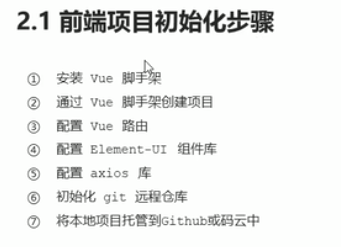 2.1 前端项目初始化步骤
① 安装 Vue 脚手架
② 通过 Vue 脚手架创建项目
③ 配置 Vue 路由
④ 配置 Element-UI 组件库
⑤ 配置 axios 库
⑥ 初始化 git 远程仓库
⑦ 将本地项目托管到Github或码云中